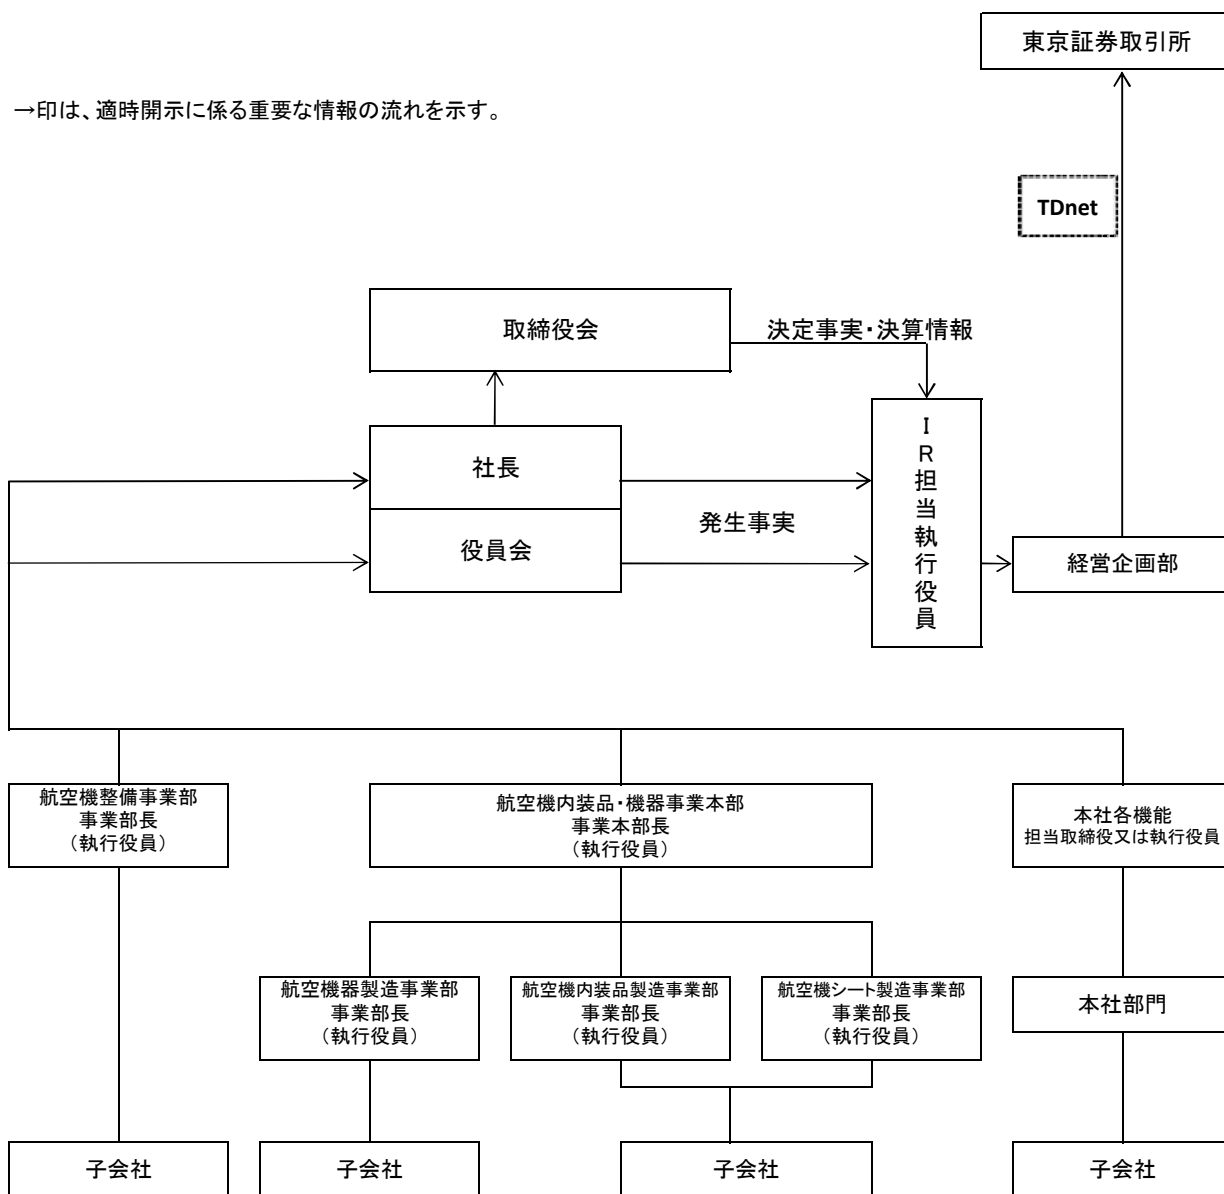 東京証券取引所
→印は、適時開示に係る重要な情報の流れを示す。
TDnet
取締役会
決定事実・決算情報
社長
役員会
発生事実
IR担当執行役員
経営企画部
航空機整備事業部
事業部長
（執行役員）
航空機内装品・機器事業本部
事業本部長
（執行役員）
本社各機能
担当取締役又は執行役員
航空機器製造事業部
事業部長
（執行役員）
航空機内装品製造事業部
事業部長
（執行役員）
航空機シート製造事業部
事業部長
（執行役員）
本社部門
子会社
子会社
子会社
子会社